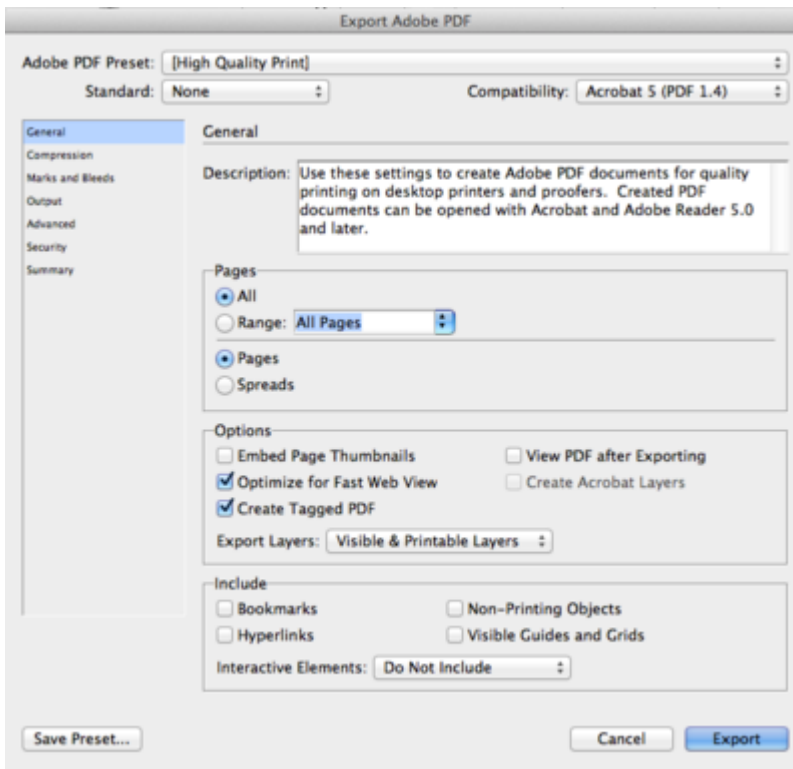 Export Adobe PDF
Adobe PDF Preset: [High Quality Print]
Standard: None
Compatibility: Acrobat 5 (PDF 1.4)
General
Compression
Marks and Bleeds
Output
Advanced
Security
Summary
General
Description: Use these settings to create Adobe PDF documents for quality
printing on desktop printers and proofers. Created PDF
documents can be opened with Acrobat and Adobe Reader 5.0
and later.
Pages
All
Range: All Pages
Pages
Spreads
Options
Embed Page Thumbnails
View PDF after Exporting
Optimize for Fast Web View
Create Acrobat Layers
Create Tagged PDF
Export Layers: Visible & Printable Layers
Include
Bookmarks
Non-Printing Objects
Hyperlinks
Visible Guides and Grids
Interactive Elements: Do Not Include
Save Preset...
Cancel
Export